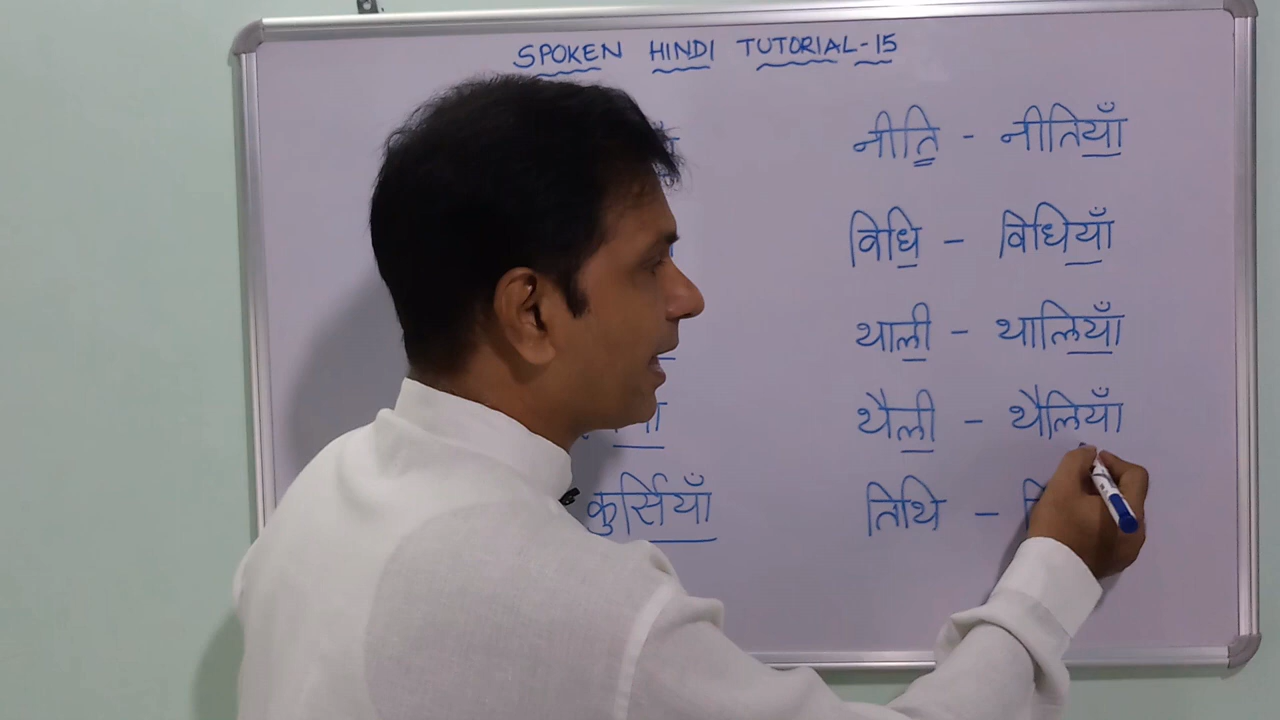 SPOKEN HINDI TUTORIAL-15
नीति - नीतियाँ
विधि - विधियाँ
थाली - थालियाँ
थैली - थैलियाँ
कुर्सियाँ
तिथि -